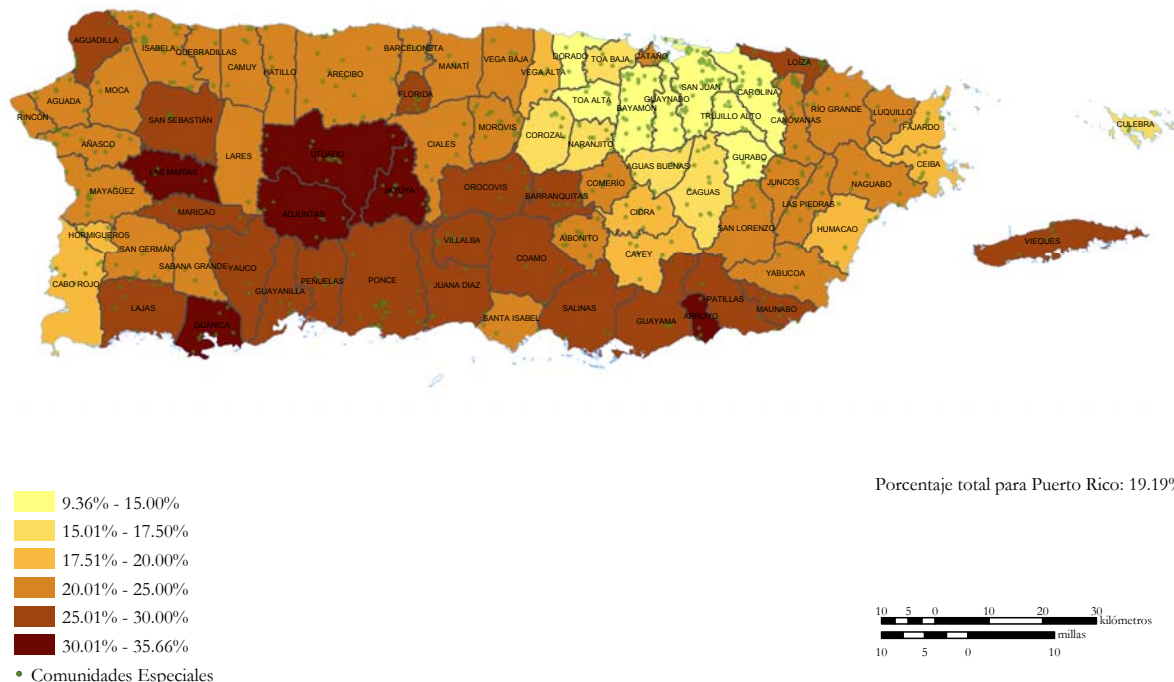 AGUADILLA
ISABELA
QUEBRADILLAS
CAMUY
HATILLO
ARECIBO
BARCELONETA
MANATÍ
VEGA BAJA
VEGA ALTA
DORADO
TOA BAJA
CATAÑO
LOÍZA
MOCA
AGUADA
RINCÓN
FLORIDA
TOA ALTA
BAYAMÓN
GUAYNABO
SAN JUAN
CAROLINA
TRUJILLO ALTO
CANÓVANAS
RÍO GRANDE
LUQUILLO
FAJARDO
CULEBRA
SAN SEBASTIÁN
AÑASCO
LARES
UTUADO
CIALES
MOROVIS
COROZAL
NARANJITO
GURABO
CEIBA
LAS MARÍAS
MAYAGÜEZ
JAYUYA
OROCOVIS
BARRANQUITAS
COMERÍO
AGUAS BUENAS
CAGUAS
JUNCOS
NAGUABO
MARICAO
ADJUNTAS
CIDRA
LAS PIEDRAS
HORMIGUEROS
SAN GERMÁN
SABANA GRANDE
YAUCO
VILLALBA
AIBONITO
CAYEY
SAN LORENZO
HUMACAO
VIEQUES
CABO ROJO
GUAYANILLA
PEÑUELAS
PONCE
JUANA DÍAZ
COAMO
YABUCOA
LAJAS
GUÁNICA
SANTA ISABEL
SALINAS
GUAYAMA
ARROYO
PATILLAS
MAUNABO
Porcentaje total para Puerto Rico: 19.19%
9.36% - 15.00%
15.01% - 17.50%
17.51% - 20.00%
20.01% - 25.00%
25.01% - 30.00%
30.01% - 35.66%
Comunidades Especiales
10 5 0 10 20 30
kilómetros
millas
10 5 0 10